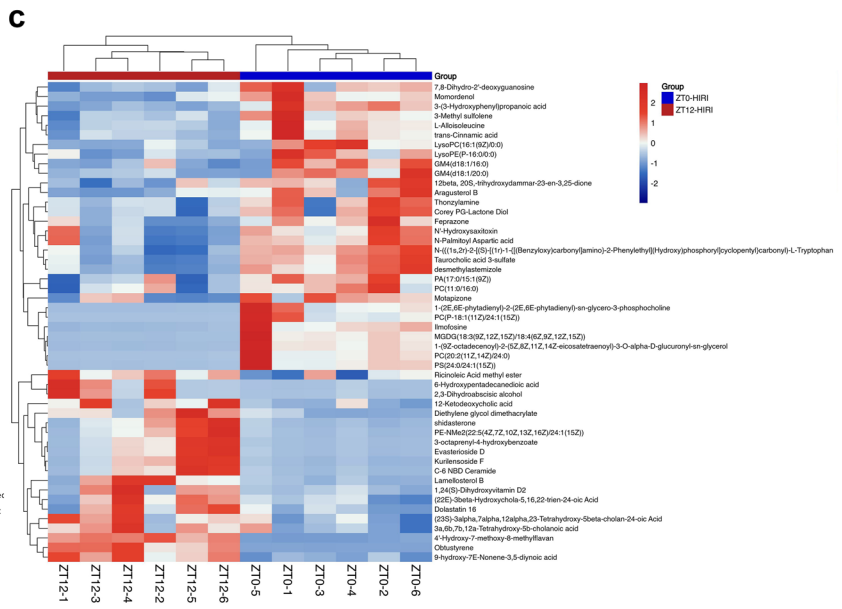 c
Group
7,8-Dihydro-2'-deoxyguanosine
Momordenol
3-(3-Hydroxyphenyl)propanoic acid
3-Methyl sulfolene
L-Alloisoleucine
trans-Cinnamic acid
LysoPC(16:1(9Z)/0:0)
LysoPE(P-16:0/0:0)
GM4(d18:1/16:0)
GM4(d18:1/20:0)
12beta, 20S,-trihydroxydammar-23-en-3,25-dione
Aragusterol B
Thonzylamine
Corey PG-Lactone Diol
Feprazone
N'-Hydroxysaxitoxin
N-Palmitoyl Aspartic acid
N-(((1s,2r)-2-[(S)-[(1r)-1-{[(Benzyloxy)carbonyl]amino}-2-Phenylethyl](Hydroxy)phosphoryl]cyclopentyl)carbonyl)-L-Tryptophan
Taurocholic acid 3-sulfate
desmethylastemizole
PA(17:0/15:1(9Z))
PC(11:0/16:0)
Motapizone
1-(2E,6E-phytadienyl)-2-(2E,6E-phytadienyl)-sn-glycero-3-phosphocholine
PC(P-18:1(11Z)/24:1(15Z))
Ilmofosine
MGDG(18:3(9Z,12Z,15Z)/18:4(6Z,9Z,12Z,15Z))
1-(9Z-octadecenoyl)-2-(5Z,8Z,11Z,14Z-eicosatetraenoyl)-3-O-alpha-D-glucuronyl-sn-glycerol
PC(20:2(11Z,14Z)/24:0)
PS(24:0/24:1(15Z))
Ricinoleic Acid methyl ester
6-Hydroxypentadecanedioic acid
2,3-Dihydroabscisic alcohol
12-Ketodeoxycholic acid
Diethylene glycol dimethacrylate
shidasterone
PE-NMe2(22:5(4Z,7Z,10Z,13Z,16Z)/24:1(15Z))
3-octaprenyl-4-hydroxybenzoate
Evasterioside D
Kurilensoside F
C-6 NBD Ceramide
Lamellosterol B
1,24(S)-Dihydroxyvitamin D2
(22E)-3beta-Hydroxychola-5,16,22-trien-24-oic Acid
Dolastatin 16
(23S)-3alpha,7alpha,12alpha,23-Tetrahydroxy-5beta-cholan-24-oic Acid
3a,6b,7b,12a-Tetrahydroxy-5b-cholanoic acid
4'-Hydroxy-7-methoxy-8-methylflavan
Obtustyrene
9-hydroxy-7E-Nonene-3,5-diynoic acid
ZT12-1
ZT12-3
ZT12-4
ZT12-2
ZT12-5
ZT12-6
ZT0-5
ZT0-1
ZT0-3
ZT0-4
ZT0-2
ZT0-6
2
1
0
-1
-2
Group
ZT0-HIRI
ZT12-HIRI